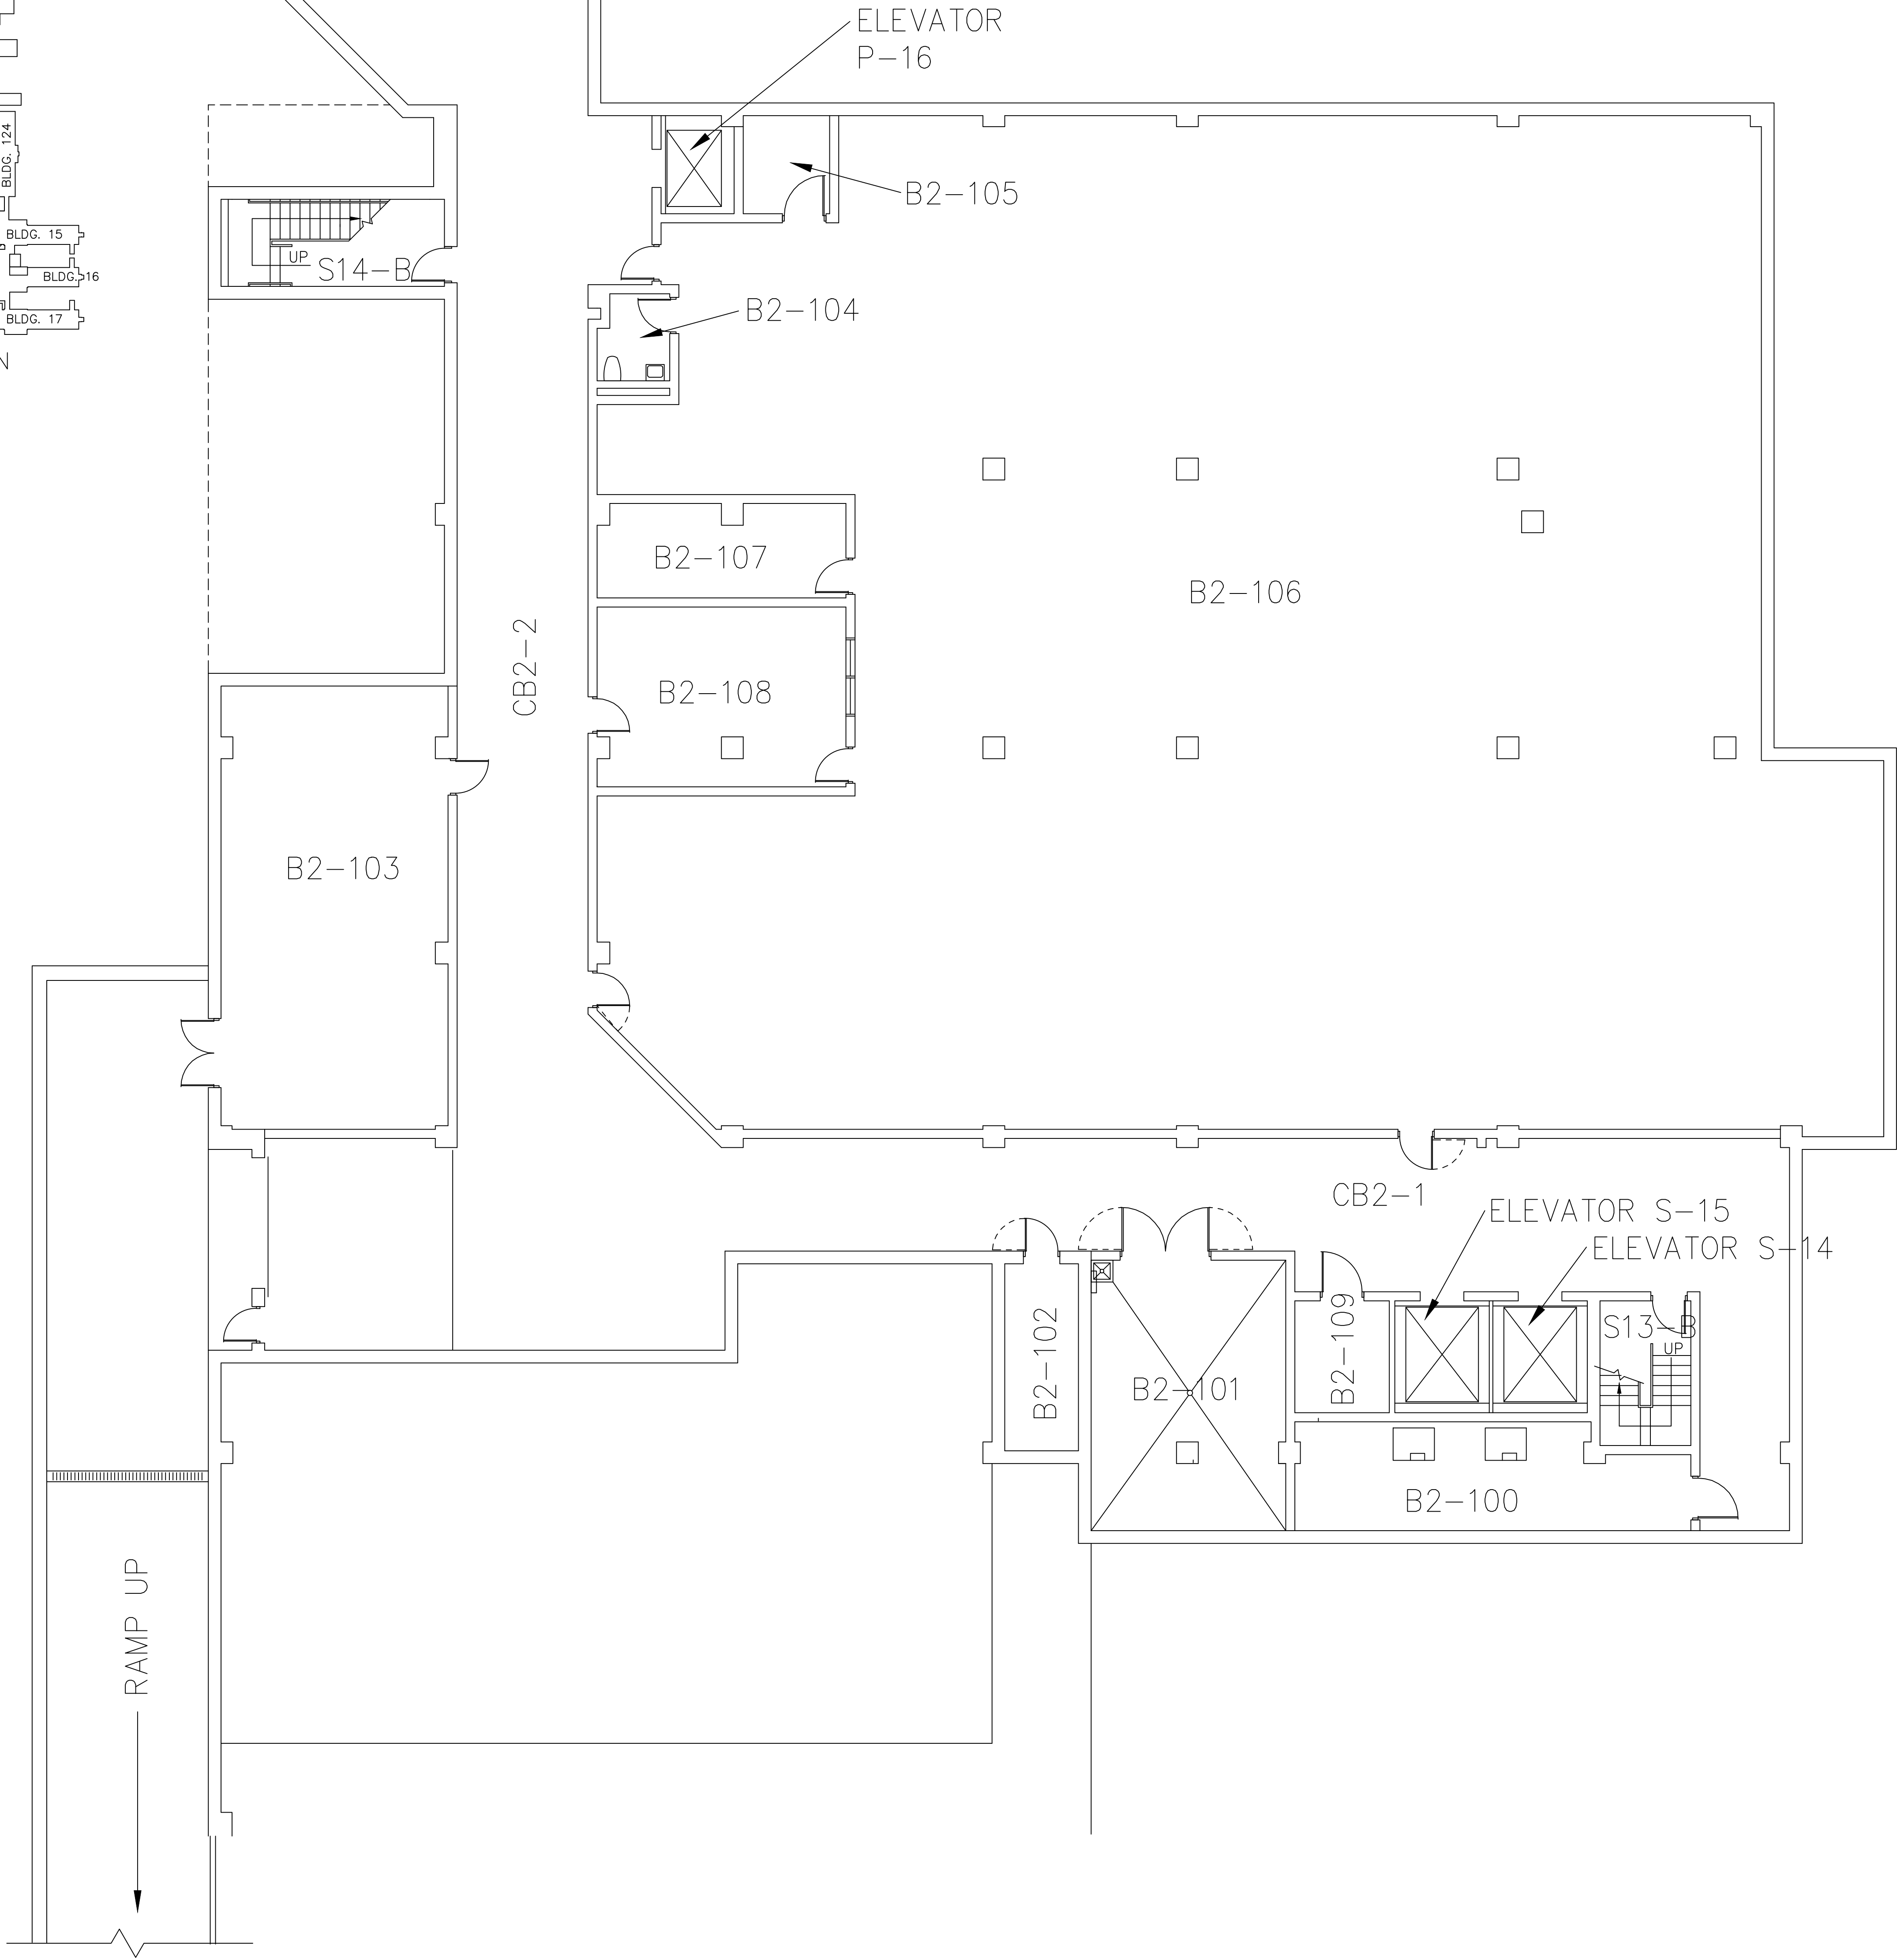 ELEVATOR
P-16
BLDG. 124
B2-105
BLDG. 15
UP
S14-B
BLDG. 16
B2-104
BLDG. 17
N
B2-107
B2-106
CB2-2
B2-108
B2-103
CB2-1
ELEVATOR S-15
ELEVATOR S-14
S13-B
UP
B2-102
B2-101
B2-109
B2-100
RAMP UP